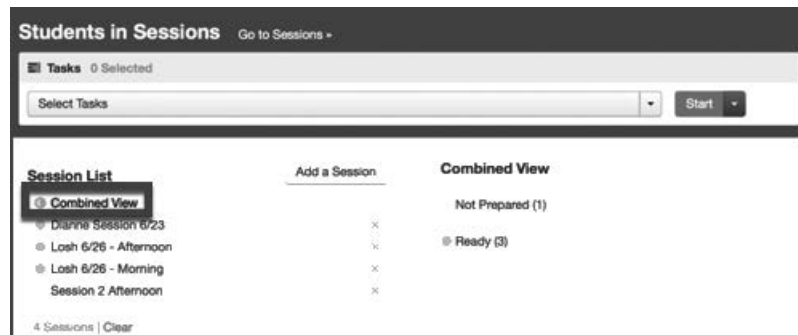 Students in Sessions Go to Sessions »
Tasks 0 Selected
Select Tasks
Start
Session List
Add a Session
Combined View
Dianne Session 6/23
Losh 6/26 - Afternoon
Losh 6/26 - Morning
Session 2 Afternoon
4 Sessions | Clear
Combined View
Not Prepared (1)
Ready (3)